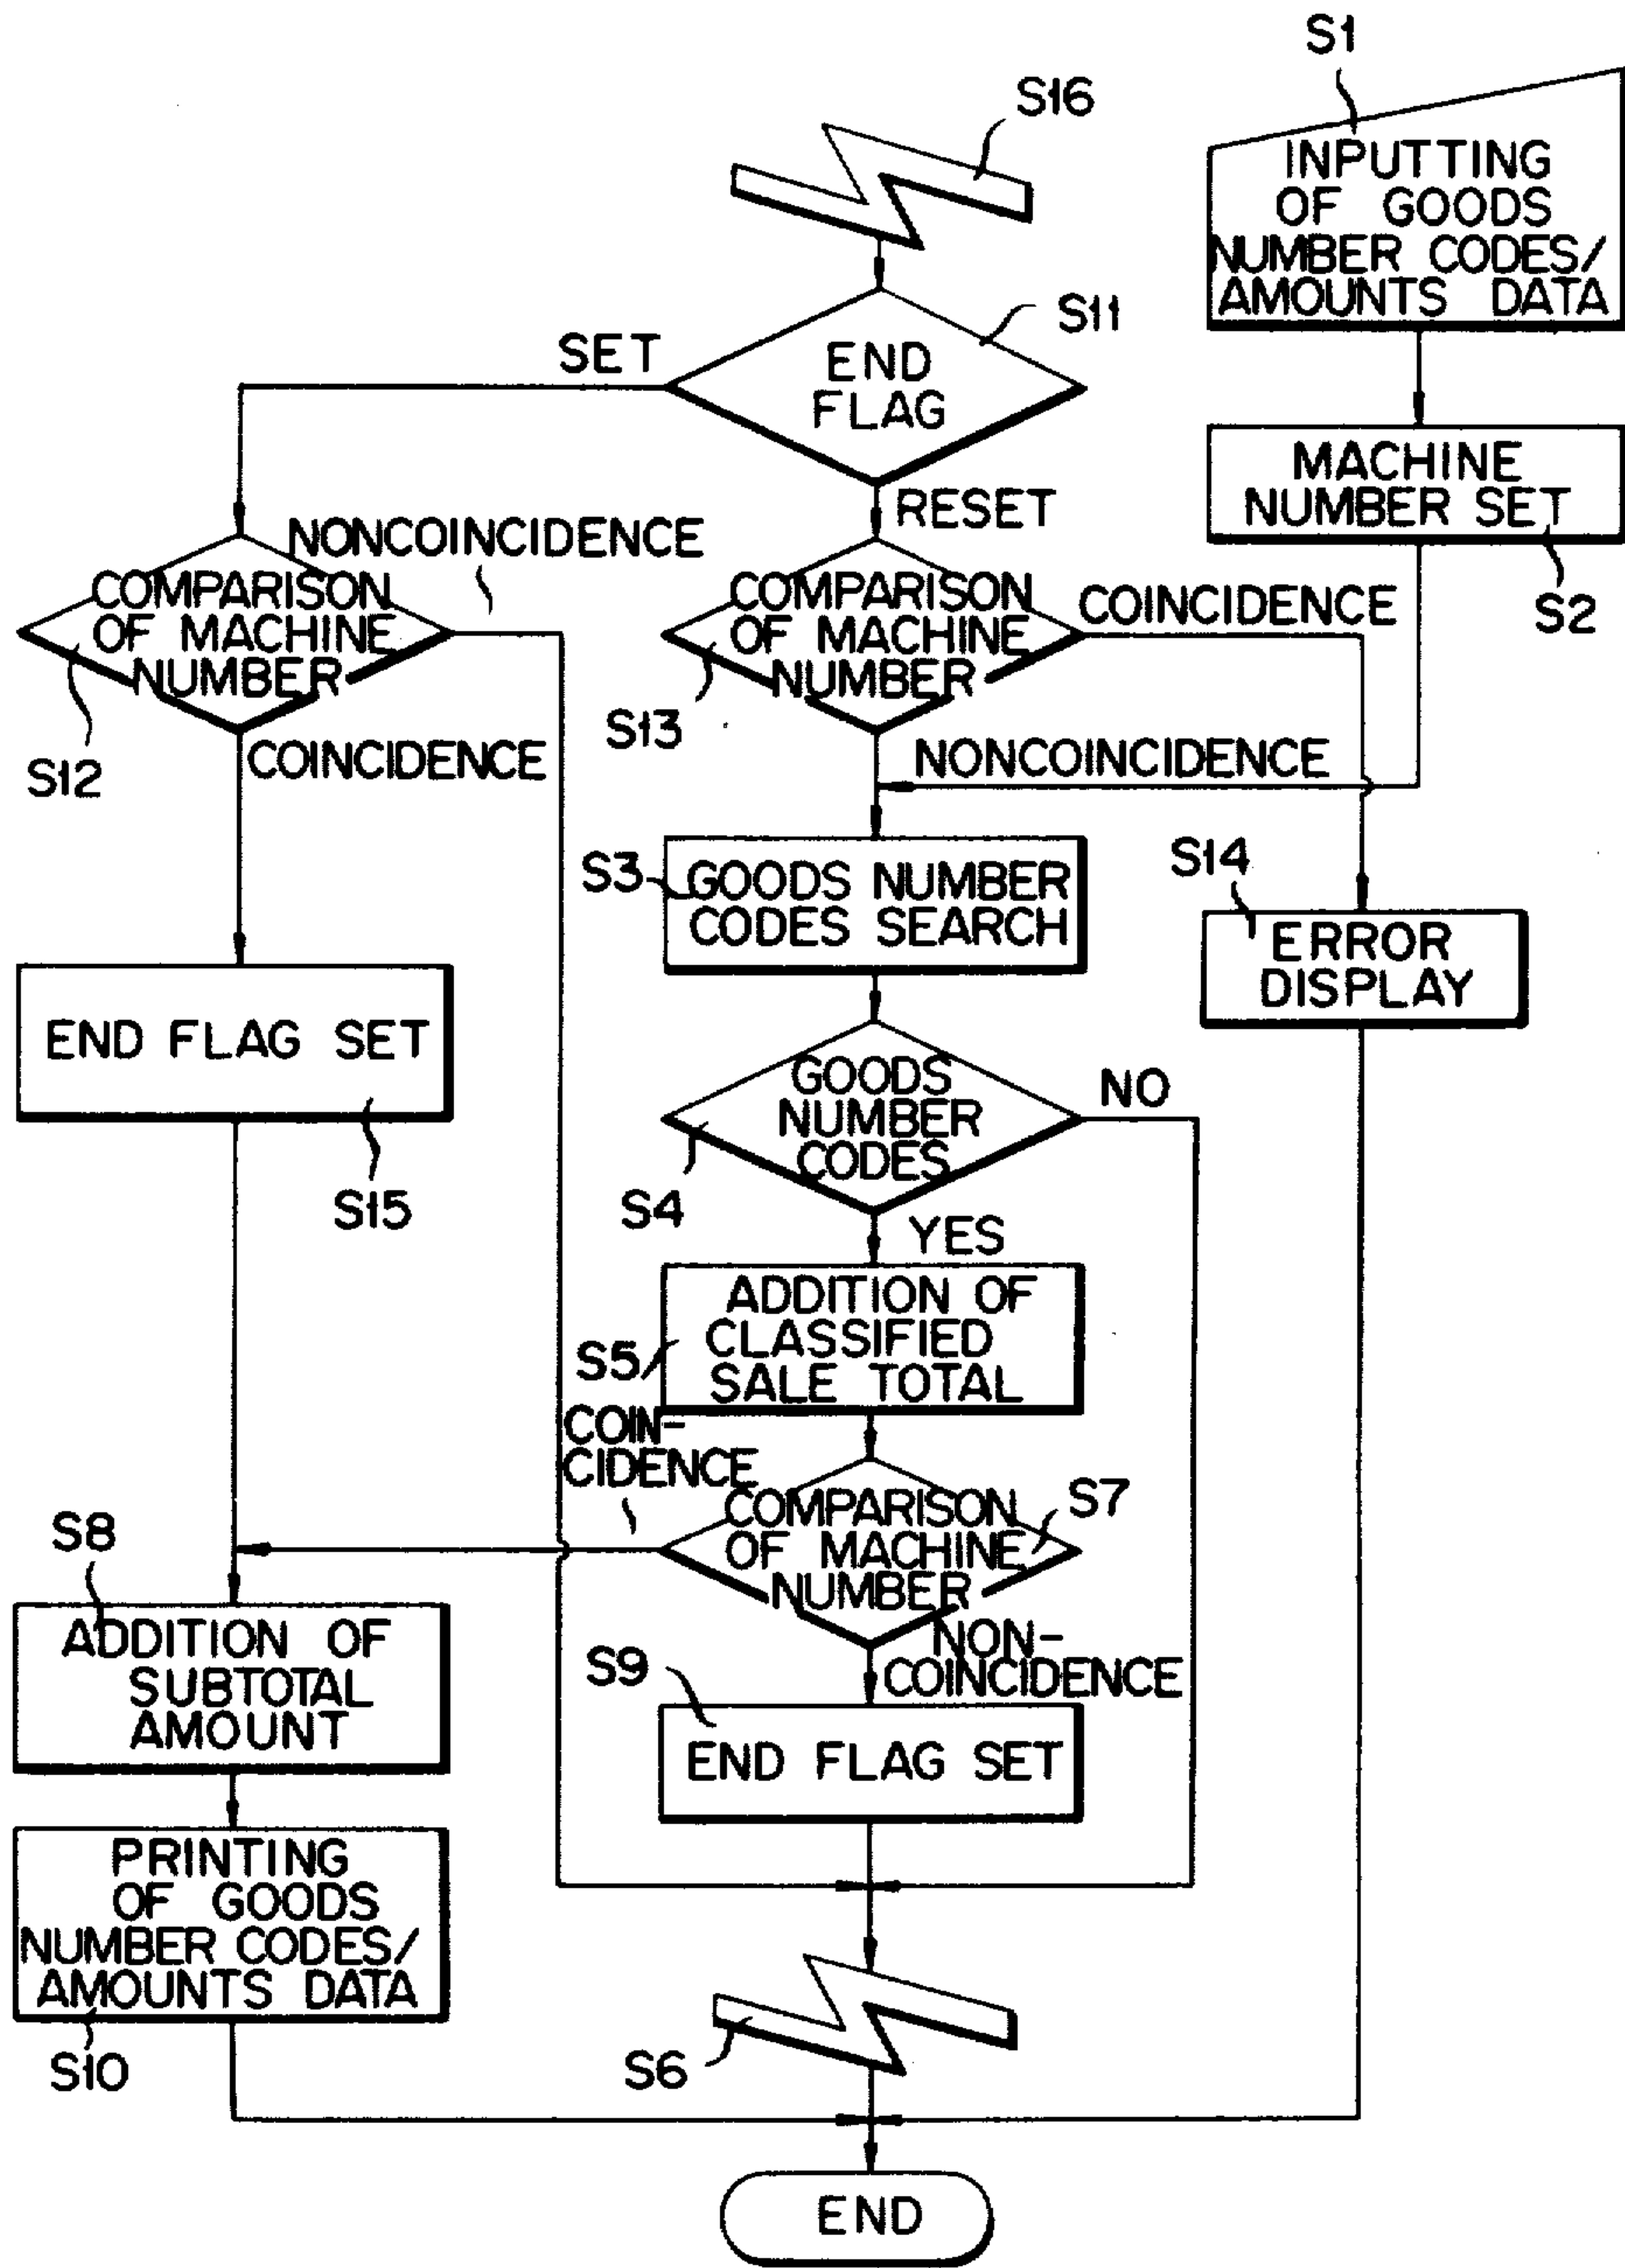 S1
S16
INPUTTING
OF GOODS
NUMBER CODES/
AMOUNTS DATA
S11
SET
END
FLAG
RESET
MACHINE
NUMBER SET
S2
NONCOINCIDENCE
COMPARISON
OF MACHINE
NUMBER
S12
COINCIDENCE
COMPARISON
OF MACHINE
NUMBER
S13
COINCIDENCE
NONCOINCIDENCE
S3
GOODS NUMBER
CODES SEARCH
S14
ERROR
DISPLAY
END FLAG SET
S15
GOODS
NUMBER
CODES
NO
S4
YES
ADDITION OF
CLASSIFIED
SALE TOTAL
S5
COIN-
CIDENCE
COMPARISON
OF MACHINE
NUMBER
S7
S8
ADDITION OF
SUBTOTAL
AMOUNT
NON-
COINCIDENCE
S9
END FLAG SET
PRINTING
OF GOODS
NUMBER CODES/
AMOUNTS DATA
S10
S6
END